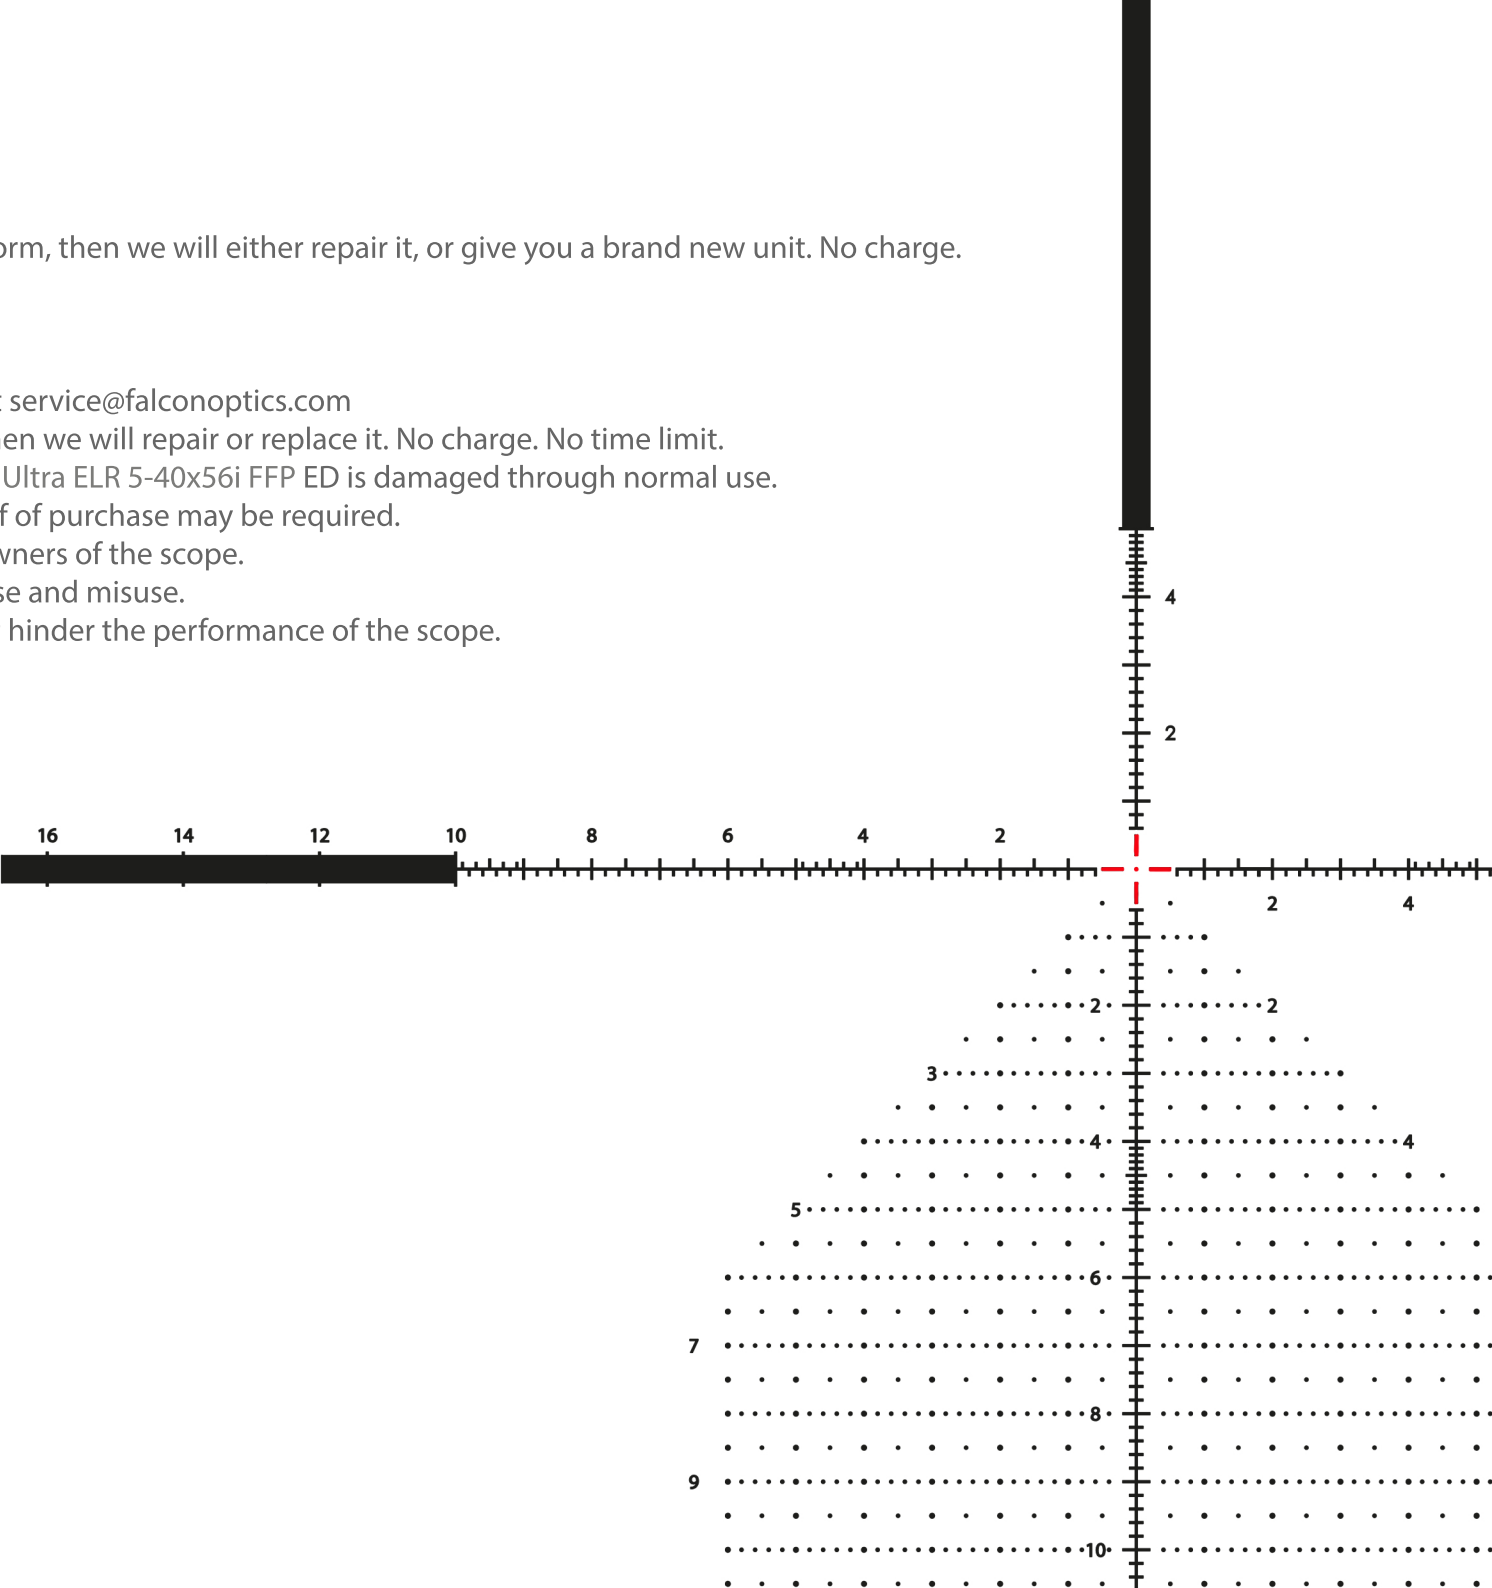 then we will either repair it, or give you a brand new unit. No charge.
service@falconoptics.com
we will repair or replace it. No charge. No time limit.
Ultra ELR 5-40x56i FFP ED is damaged through normal use.
of purchase may be required.
of the scope.
and misuse.
hinder the performance of the scope.
4
2
16 14 12 10 8 6 4 2
2 4
2 2
3
4 4
5
6
7
8
9
10